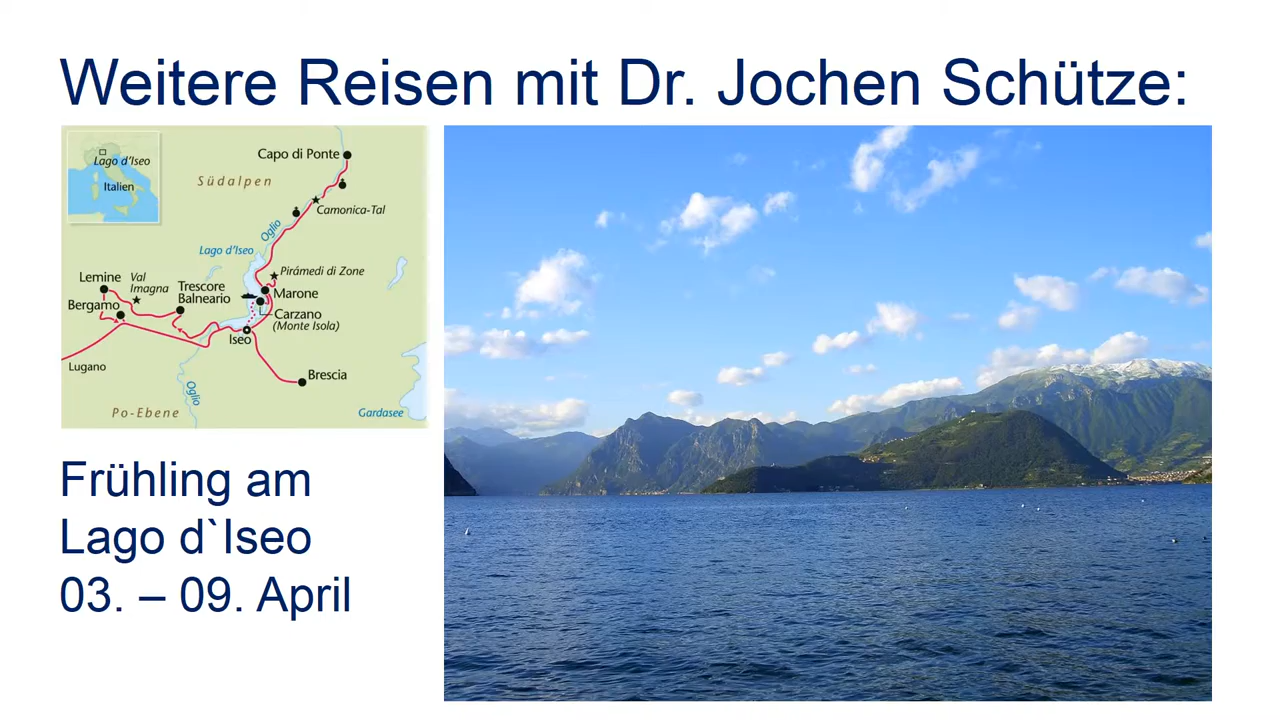 Weitere Reisen mit Dr. Jochen Schütze:
Lago d'Iseo
Italien
Capo di Ponte
Südalpen
Camonica-Tal
Oglio
Lago d'Iseo
Pirámedi di Zone
Lemine
Val
Imagna
Trescore
Balneario
Marone
Bergamo
Carzano
(Monte Isola)
Iseo
Lugano
Brescia
Oglio
Po-Ebene
Gardasee
Frühling am
Lago d`Iseo
03. – 09. April